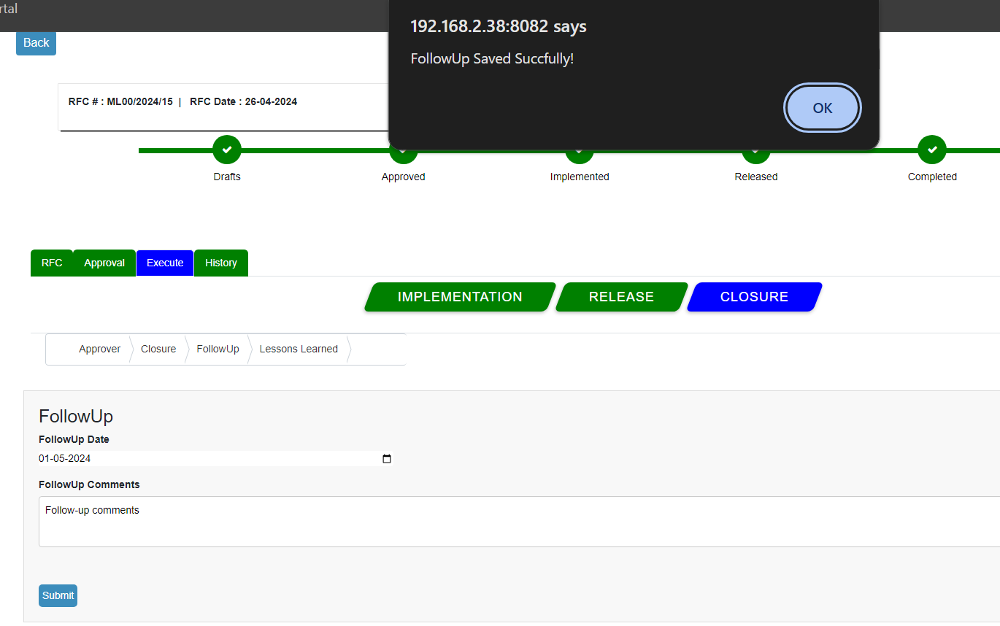 rtal
192.168.2.38:8082 says
FollowUp Saved Succfully!
OK
Back
RFC # : ML00/2024/15 | RFC Date : 26-04-2024
Drafts Approved Implemented Released Completed
RFC Approval Execute History
IMPLEMENTATION RELEASE CLOSURE
Approver Closure FollowUp Lessons Learned
FollowUp
FollowUp Date
01-05-2024
FollowUp Comments
Follow-up comments
Submit